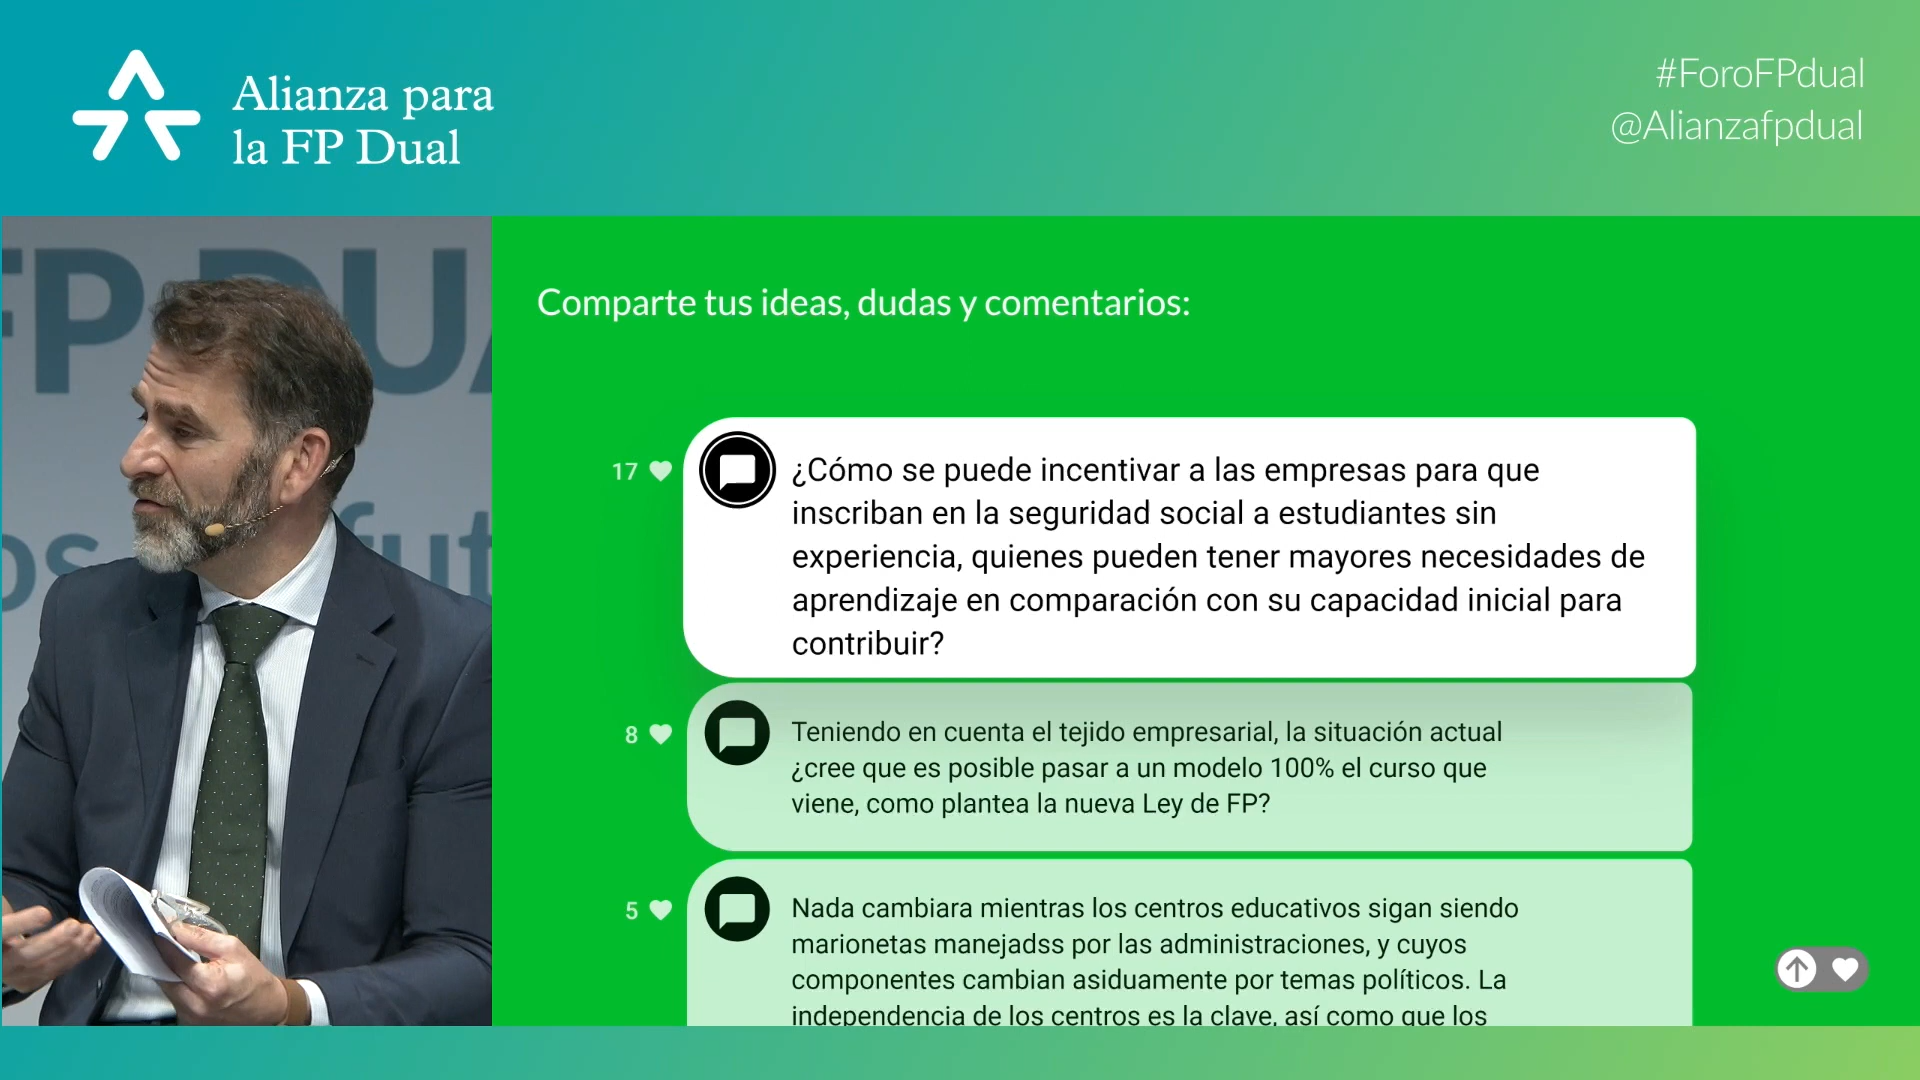 Alianza para
la FP Dual
#ForoFPdual
@Alianzafpdual
FP DUA
os
fut
Comparte tus ideas, dudas y comentarios:
17
¿Cómo se puede incentivar a las empresas para que
inscriban en la seguridad social a estudiantes sin
experiencia, quienes pueden tener mayores necesidades de
aprendizaje en comparación con su capacidad inicial para
contribuir?
8
Teniendo en cuenta el tejido empresarial, la situación actual
¿cree que es posible pasar a un modelo 100% el curso que
viene, como plantea la nueva Ley de FP?
5
Nada cambiara mientras los centros educativos sigan siendo
marionetas manejadss por las administraciones, y cuyos
componentes cambian asiduamente por temas políticos. La
independencia de los centros es la clave, así como que los